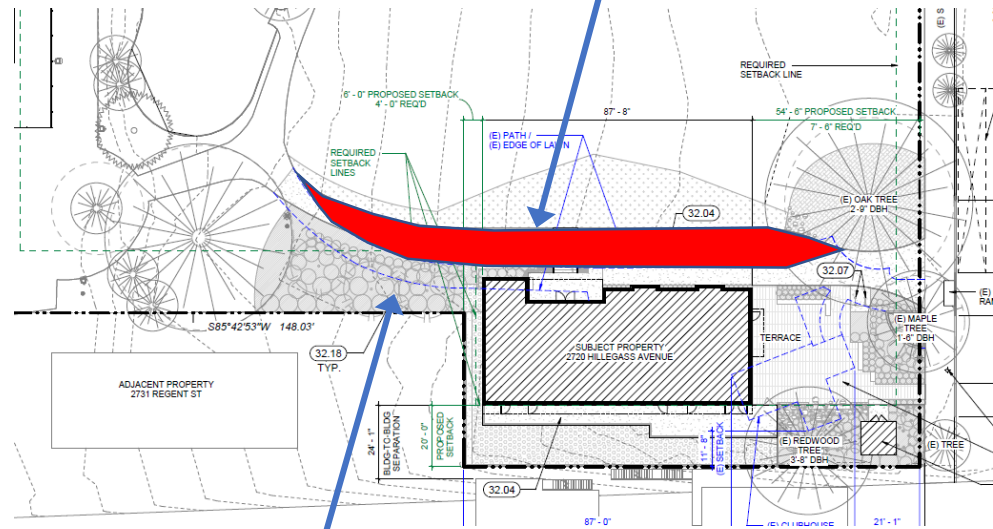 (E) S
REQUIRED
SETBACK LINE
6' - 0" PROPOSED SETBACK
4' - 0" REQ'D
87' - 8"
54' - 6" PROPOSED SETBACK
7' - 6" REQ'D
(E) PATH /
(E) EDGE OF LAWN
REQUIRED
SETBACK
LINES
32.04
(E) OAK TREE
2'-9" DBH
32.07
(E)
RAM
(E) MAPLE
TREE
1'-6" DBH
S85°42'53"W 148.03'
32.18
TYP.
SUBJECT PROPERTY
2720 HILLEGASS AVENUE
TERRACE
ADJACENT PROPERTY
2731 REGENT ST
24' - 1"
BLDG-TO-BLDG
SEPARATION
20' - 0"
PROPOSED
SETBACK
11' - 8"
(E) SETBACK
(E) REDWOOD
TREE
3'-8" DBH
(E) TREE
32.04
87' - 0"
(E) CLUBHOUSE
21' - 1"